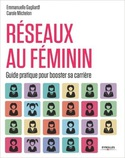 Emmanuelle Gagliardi
Carole Michelon
RÉSEAUX
AU FÉMININ
Guide pratique pour booster sa carrière
EYROLLES